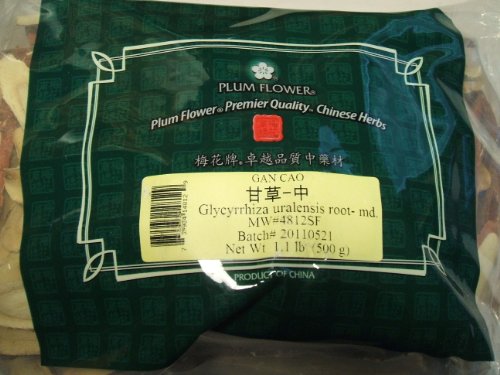 PLUM FLOWER®
Plum Flower® Premier Quality™ Chinese Herbs
梅花牌®卓越品質中藥材
GAN CAO
甘草-中
Glycyrrhiza uralensis root- md.
MW#4812SF
Batch# 20110521
Net Wt. 1.1 lb. (500 g)
PRODUCT OF CHINA